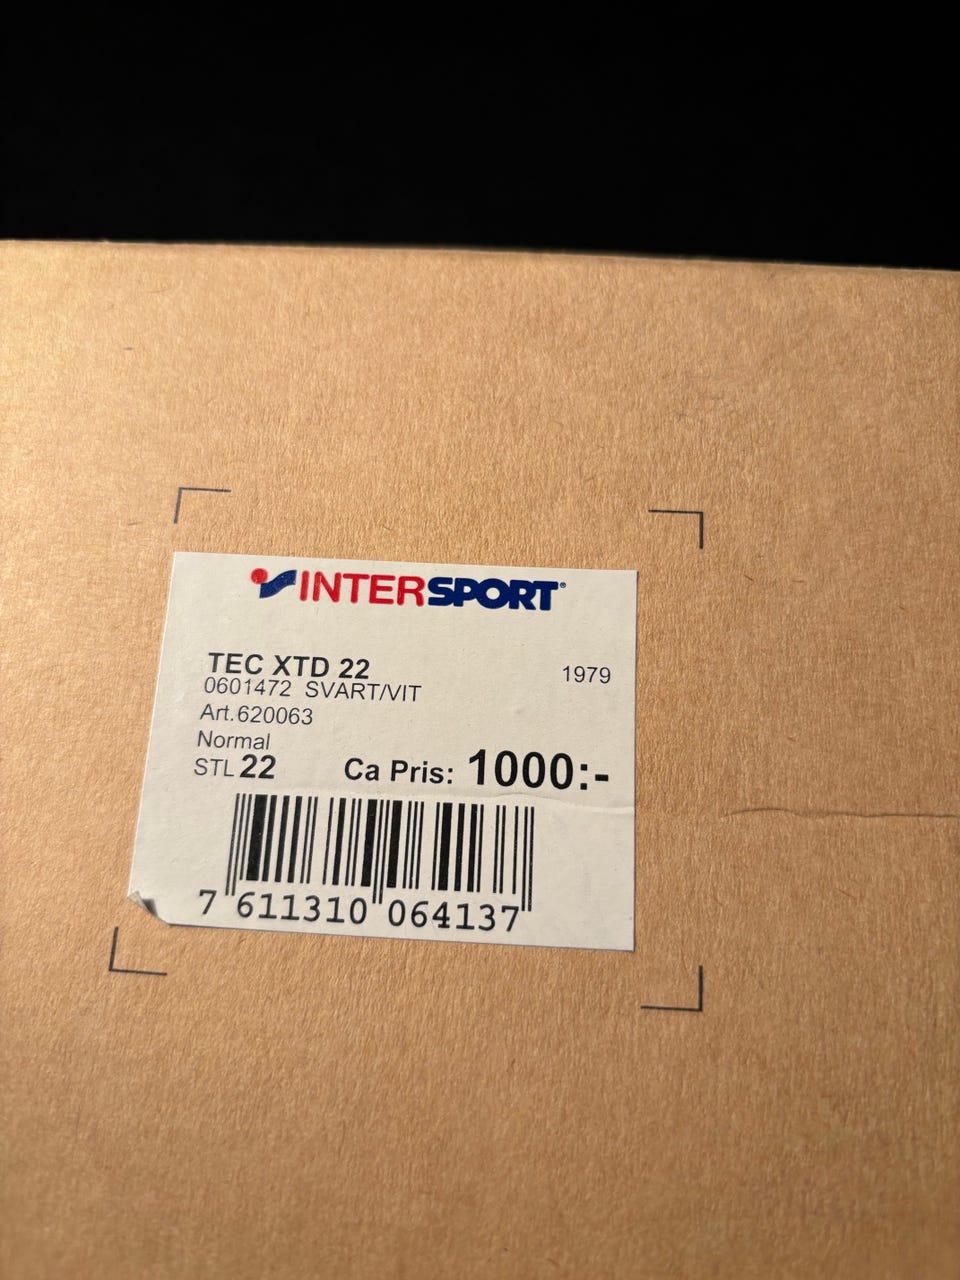 INTERSPORT®
TEC XTD 22
1979
0601472 SVART/VIT
Art.620063
Normal
STL 22 Ca Pris: 1000:-
7 611310 064137